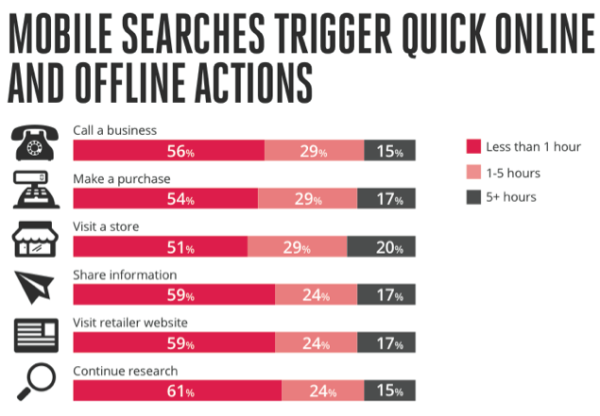 MOBILE SEARCHES TRIGGER QUICK ONLINE
AND OFFLINE ACTIONS
Call a business
56% 29% 15%
Make a purchase
54% 29% 17%
Visit a store
51% 29% 20%
Share information
59% 24% 17%
Visit retailer website
59% 24% 17%
Continue research
61% 24% 15%
Less than 1 hour
1-5 hours
5+ hours